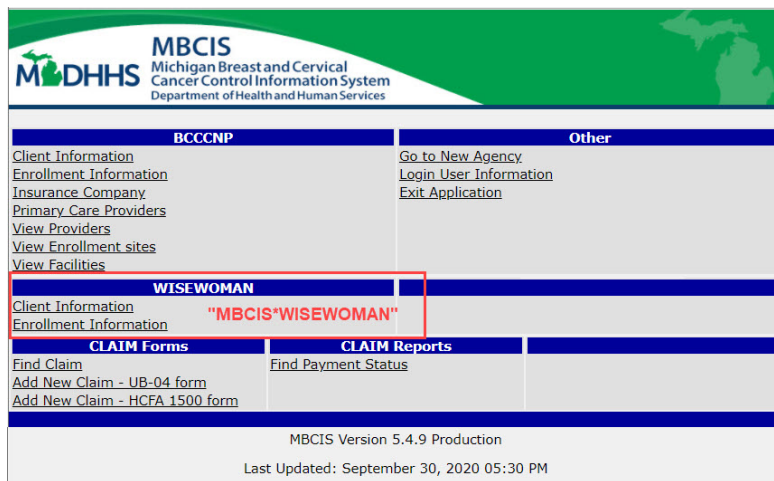 MBCIS
Michigan Breast and Cervical
Cancer Control Information System
Department of Health and Human Services
MDHHS
BCCCNP
Client Information
Enrollment Information
Insurance Company
Primary Care Providers
View Providers
View Enrollment sites
View Facilities
Other
Go to New Agency
Login User Information
Exit Application
WISEWOMAN
Client Information
Enrollment Information
"MBCIS*WISEWOMAN"
CLAIM Forms
Find Claim
Add New Claim - UB-04 form
Add New Claim - HCFA 1500 form
CLAIM Reports
Find Payment Status
MBCIS Version 5.4.9 Production
Last Updated: September 30, 2020 05:30 PM